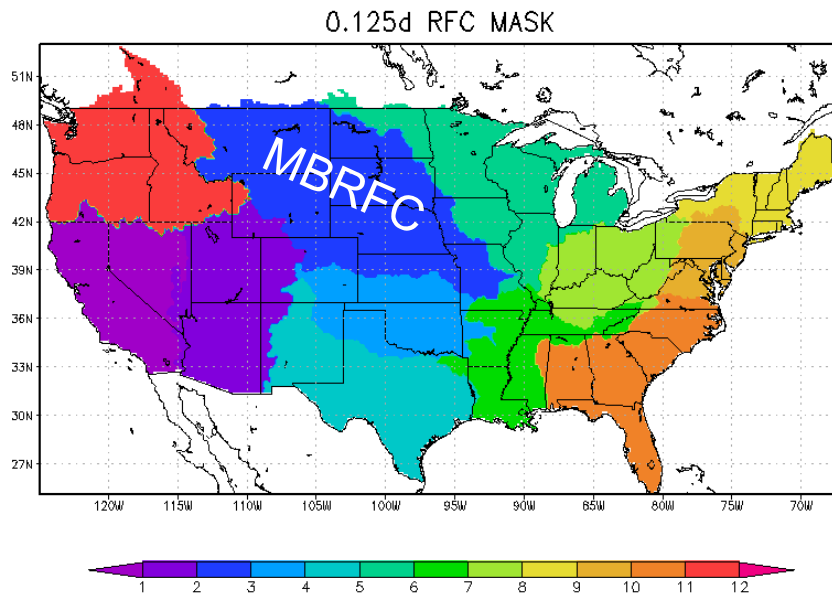 0.125d RFC MASK
51N
48N
45N
42N
39N
36N
33N
30N
27N
MBRFC
120W 115W 110W 105W 100W 95W 90W 85W 80W 75W 70W
1 2 3 4 5 6 7 8 9 10 11 12